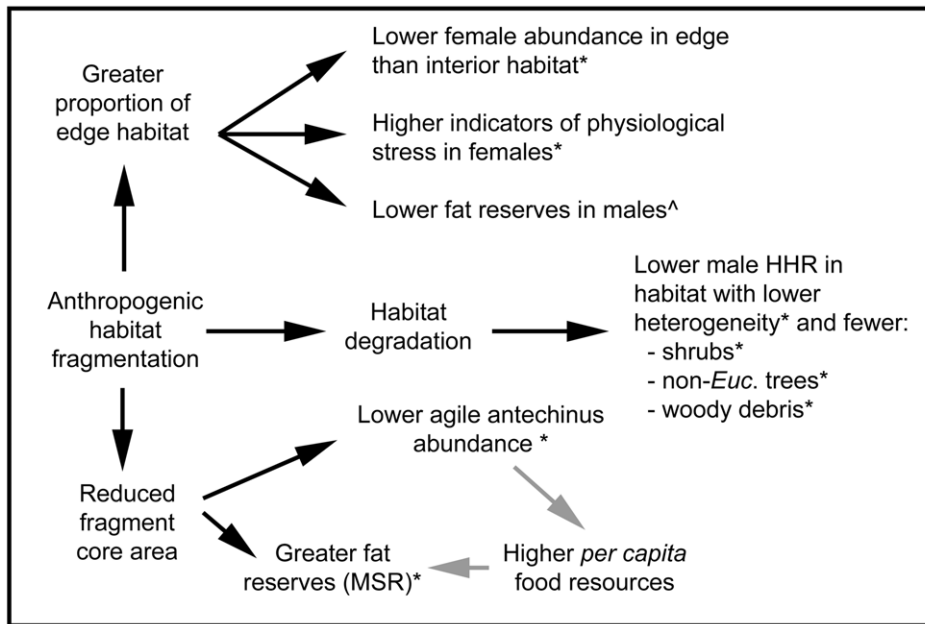 Greater
proportion of
edge habitat
Lower female abundance in edge
than interior habitat*
Higher indicators of physiological
stress in females*
Lower fat reserves in males^
Anthropogenic
habitat
fragmentation
Habitat
degradation
Lower male HHR in
habitat with lower
heterogeneity* and fewer:
- shrubs*
- non-Euc. trees*
- woody debris*
Lower agile antechinus
abundance *
Reduced
fragment
core area
Greater fat
reserves (MSR)*
Higher per capita
food resources